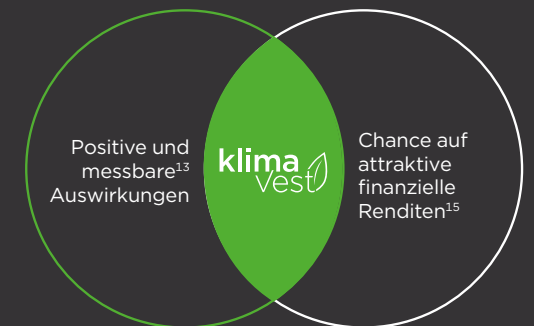 Positive und
messbare¹³
Auswirkungen
klima
Vest
Chance auf
attraktive
finanzielle
Renditen¹⁵